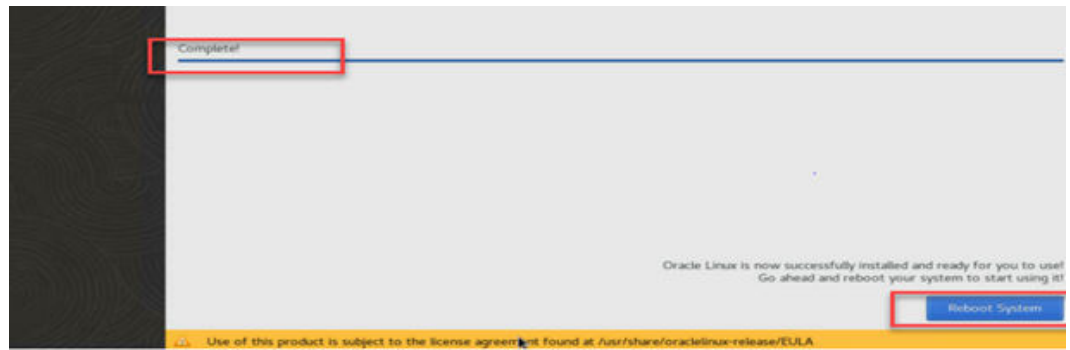 Complete!
Oracle Linux is now successfully installed and ready for you to use!
Go ahead and reboot your system to start using it!
Reboot System
Use of this product is subject to the license agreement found at /usr/share/oraclelinux-release/EULA